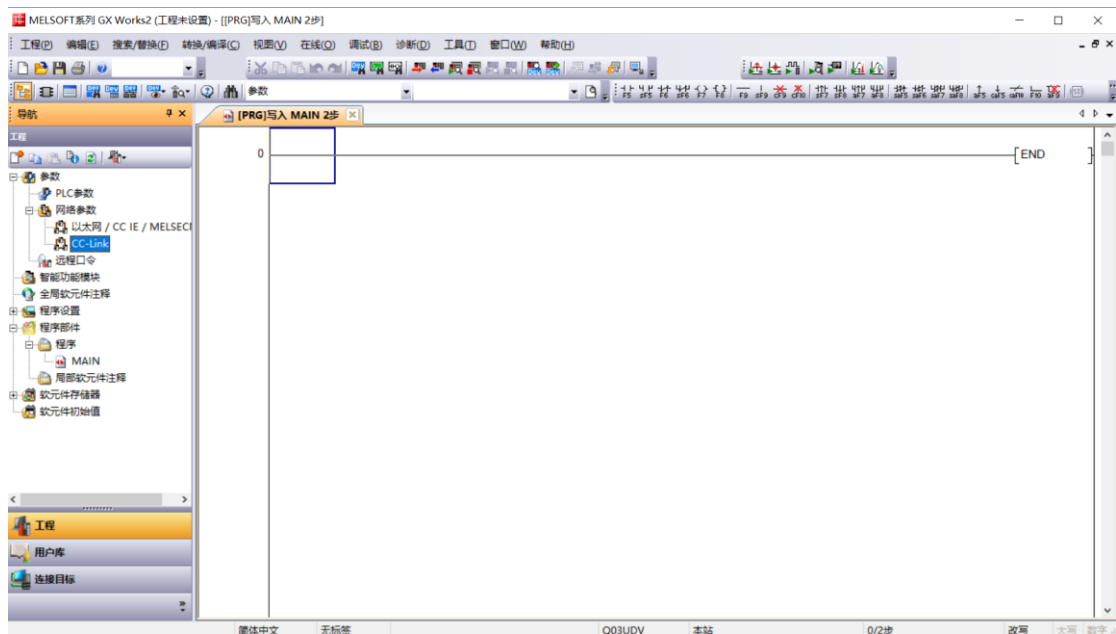 MELSOFT系列 GX Works2 (工程未设置) - [[PRG]写入 MAIN 2步]
工程(P) 编辑(E) 搜索/替换(F) 转换/编译(C) 视图(V) 在线(O) 调试(B) 诊断(D) 工具(T) 窗口(W) 帮助(H)
参数
导航
[PRG]写入 MAIN 2步
工程
0
END
参数
PLC参数
网络参数
以太网 / CC IE / MELSEC
CC-Link
远程口令
智能功能模块
全局软元件注释
程序设置
程序部件
程序
MAIN
局部软元件注释
软元件存储器
软元件初始值
工程
用户库
连接目标
简体中文 无标签 Q03UDV 本站 0/2步 改写 大写 数字